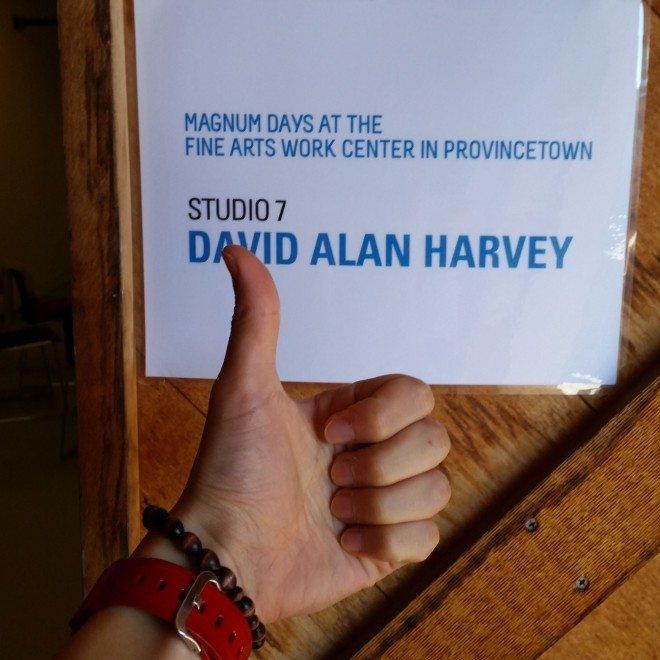 MAGNUM DAYS AT THE
FINE ARTS WORK CENTER IN PROVINCETOWN
STUDIO 7
DAVID ALAN HARVEY